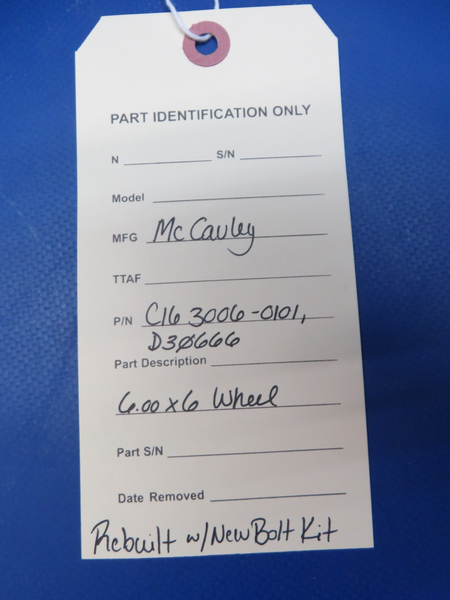 PART IDENTIFICATION ONLY
N S/N
Model
MFG McCauley
TTAF
P/N C163006-0101,
D30666
Part Description
6.00x6 Wheel
Part S/N
Date Removed
Rebuilt w/New Bolt Kit